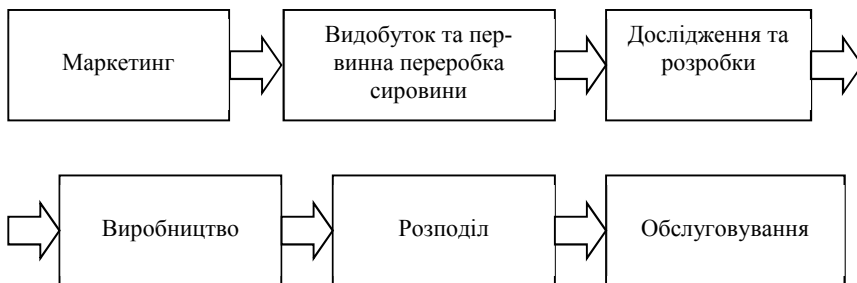 Маркетинг
Видобуток та пер-
винна переробка
сировини
Дослідження та
розробки
Виробництво
Розподіл
Обслуговування